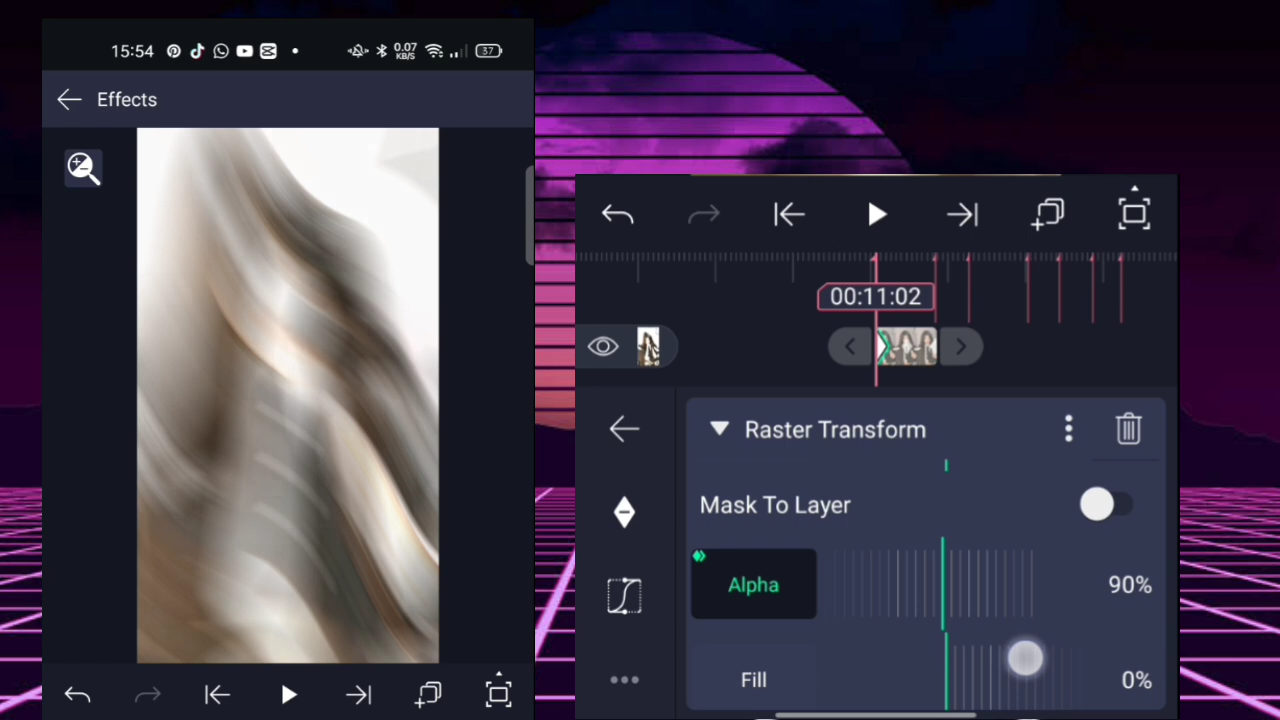 15:54
0.07
KB/S
37
Effects
00:11:02
Raster Transform
Mask To Layer
Alpha
90%
Fill
0%